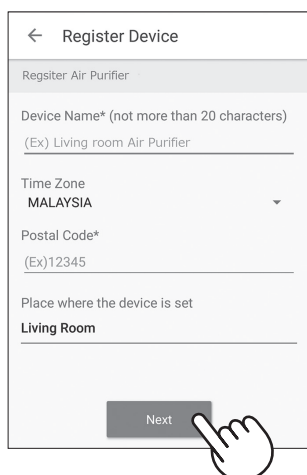 ← Register Device
Regsiter Air Purifier
Device Name* (not more than 20 characters)
(Ex) Living room Air Purifier
Time Zone
MALAYSIA
Postal Code*
(Ex)12345
Place where the device is set
Living Room
Next